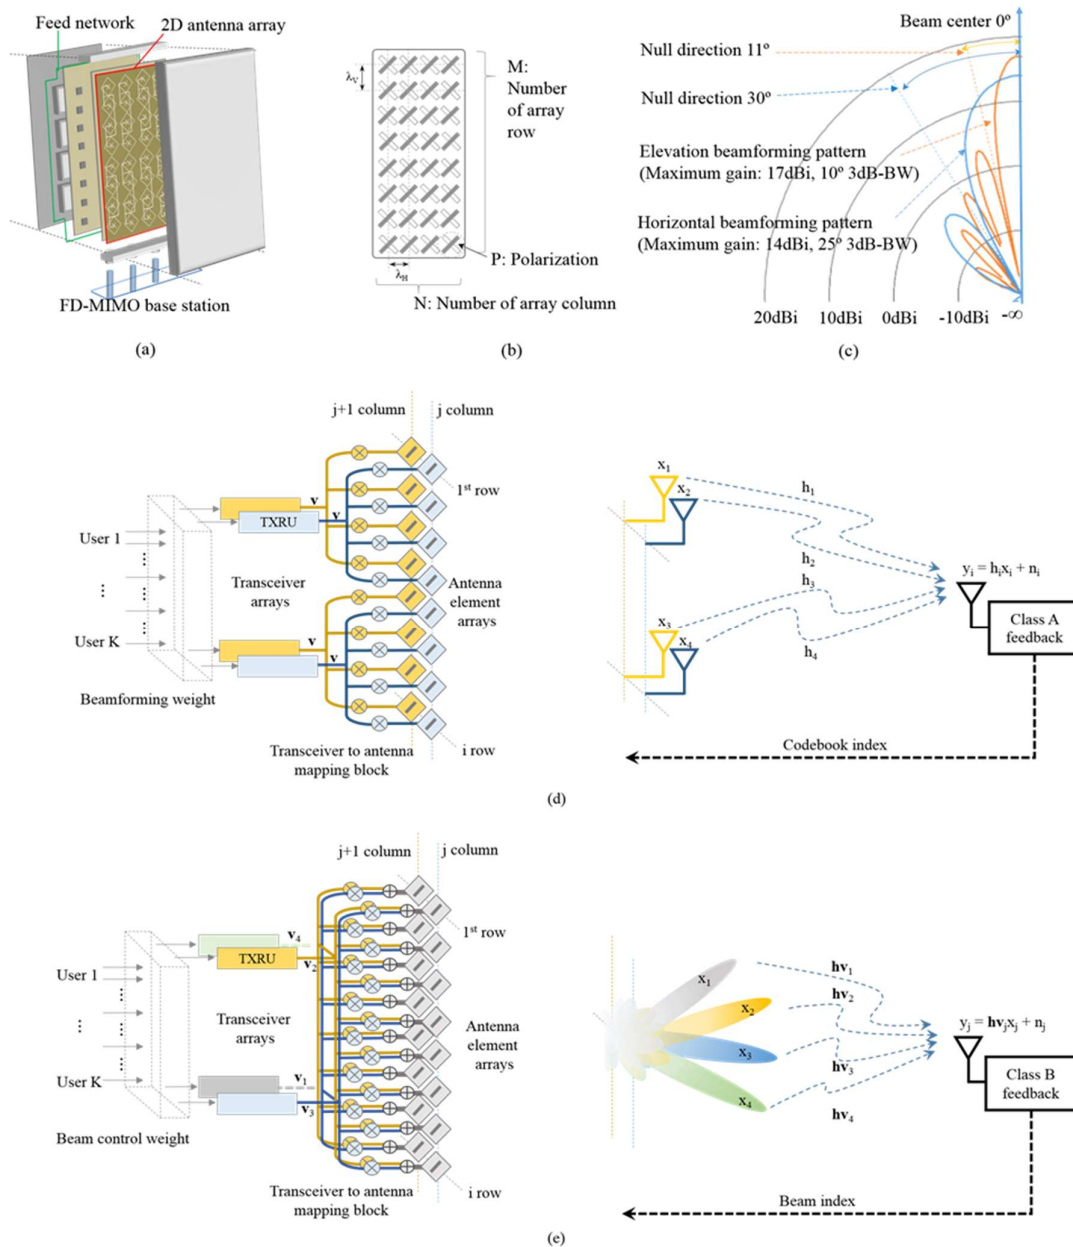 Feed network
2D antenna array
FD-MIMO base station
(a)
λV
M:
Number
of array
row
λH
P: Polarization
N: Number of array column
(b)
Beam center 0º
Null direction 11º
Null direction 30º
Elevation beamforming pattern
(Maximum gain: 17dBi, 10º 3dB-BW)
Horizontal beamforming pattern
(Maximum gain: 14dBi, 25º 3dB-BW)
20dBi
10dBi
0dBi
-10dBi
-∞
(c)
j+1 column
j column
1st row
v
TXRU
v
User 1
Transceiver
arrays
Antenna
element
arrays
User K
v
v
Beamforming weight
i row
Transceiver to antenna
mapping block
x1
x2
h1
h2
h3
h4
x3
x4
yi = hixi + ni
Class A
feedback
Codebook index
(d)
j+1 column
j column
1st row
v4
TXRU
v2
User 1
Transceiver
arrays
Antenna
element
arrays
User K
v1
v3
Beam control weight
i row
Transceiver to antenna
mapping block
x1
x2
x3
x4
hv1
hv2
hv3
hv4
yj = hvjxj + nj
Class B
feedback
Beam index
(e)